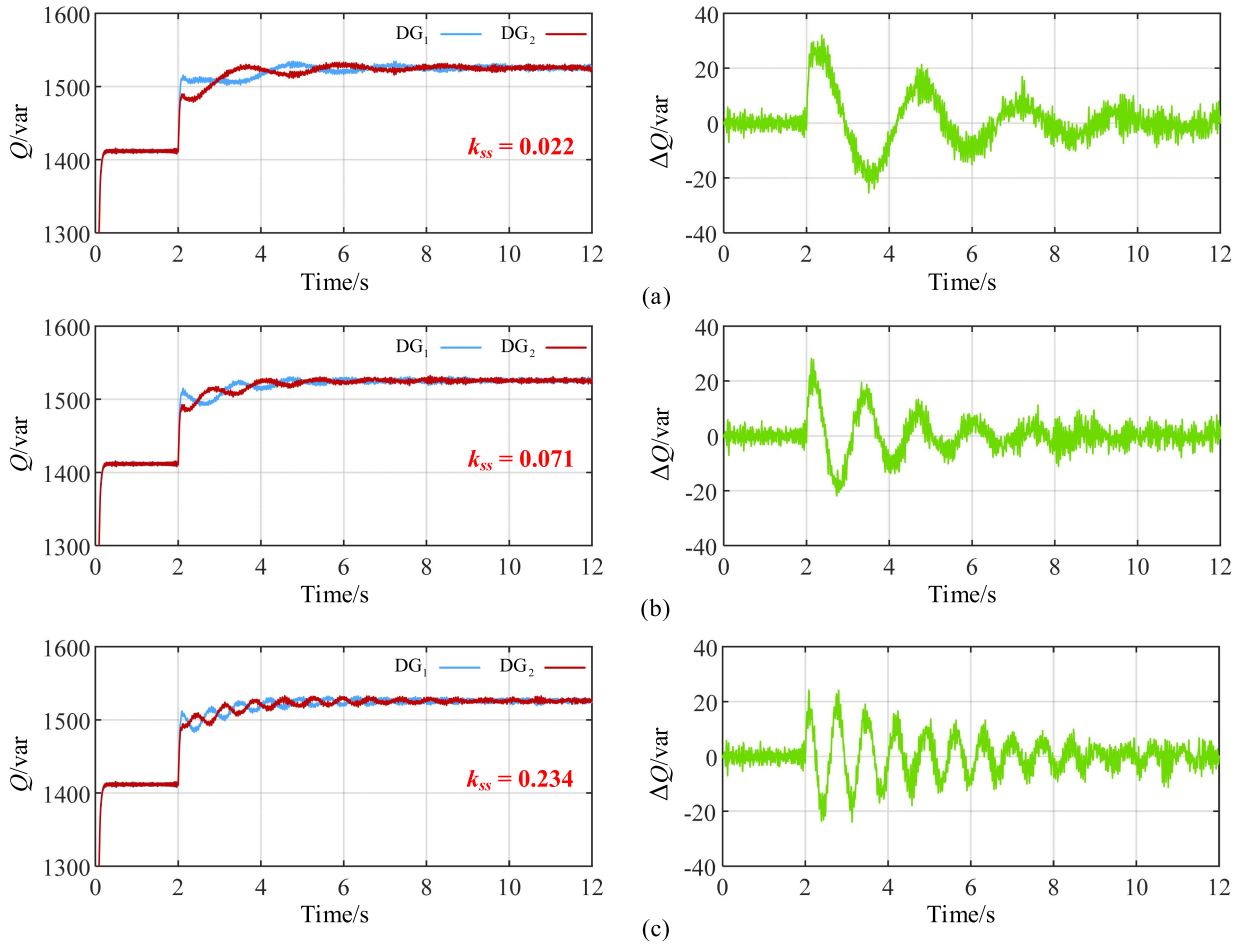 1600
1500
1400
1300
Q/var
DG1 DG2
kss = 0.022
0 2 4 6 8 10 12
Time/s
40
20
0
-20
-40
ΔQ/var
0 2 4 6 8 10 12
Time/s
(a)
1600
1500
1400
1300
Q/var
DG1 DG2
kss = 0.071
0 2 4 6 8 10 12
Time/s
40
20
0
-20
-40
ΔQ/var
0 2 4 6 8 10 12
Time/s
(b)
1600
1500
1400
1300
Q/var
DG1 DG2
kss = 0.234
0 2 4 6 8 10 12
Time/s
40
20
0
-20
-40
ΔQ/var
0 2 4 6 8 10 12
Time/s
(c)